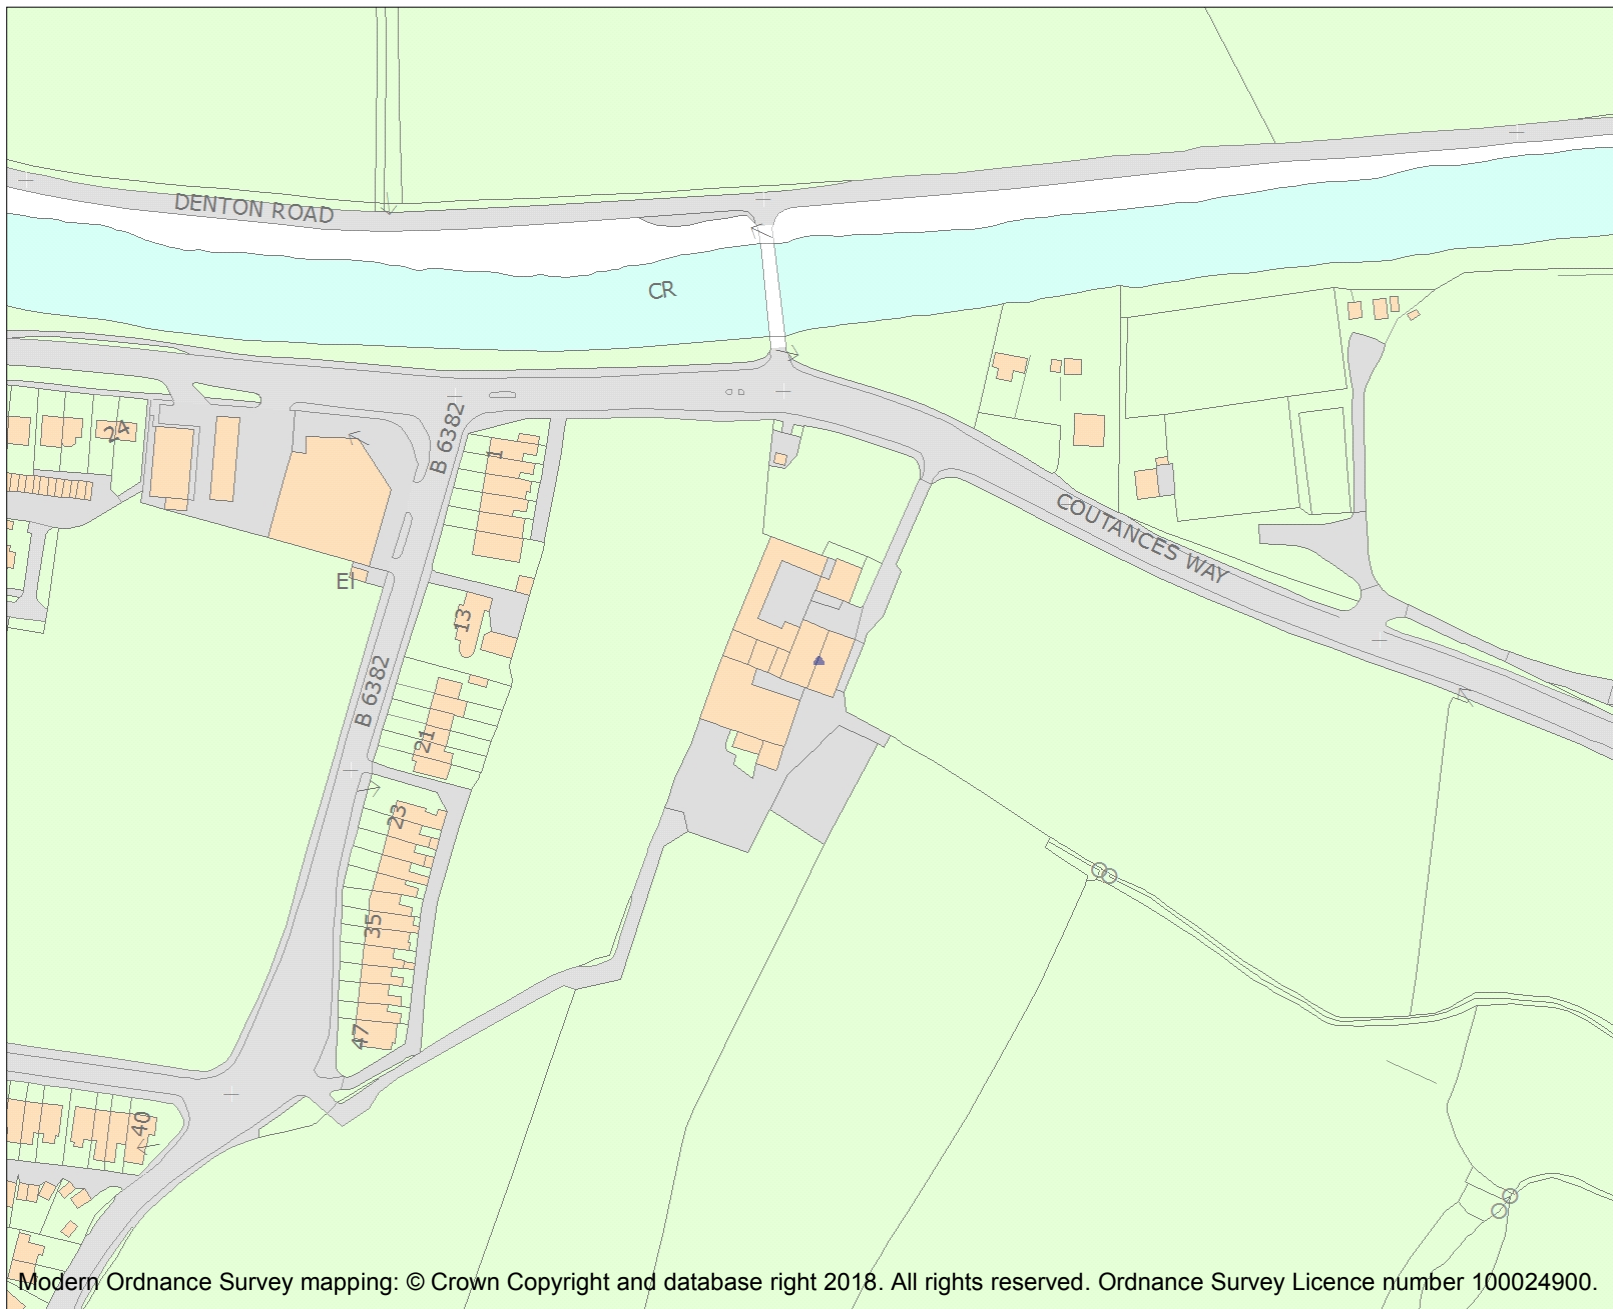 DENTON ROAD
CR
B 6382
24
1
COUTANCES WAY
El
13
B 6382
21
23
35
47
40
Modern Ordnance Survey mapping: © Crown Copyright and database right 2018. All rights reserved. Ordnance Survey Licence number 100024900.